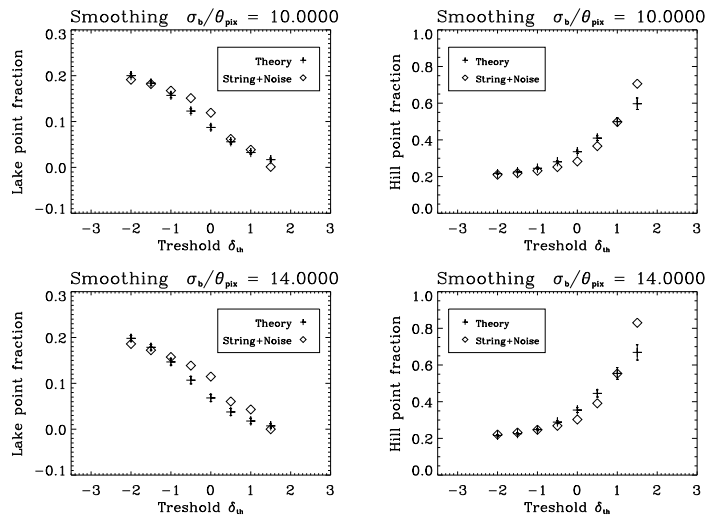 Smoothing σb/θpix = 10.0000
Lake point fraction
0.3
0.2
0.1
0.0
−0.1
Theory
String+Noise
−3 −2 −1 0 1 2 3
Treshold δth
Smoothing σb/θpix = 10.0000
Hill point fraction
1.0
0.8
0.6
0.4
0.2
0.0
Theory
String+Noise
−3 −2 −1 0 1 2 3
Treshold δth
Smoothing σb/θpix = 14.0000
Lake point fraction
0.3
0.2
0.1
0.0
−0.1
Theory
String+Noise
−3 −2 −1 0 1 2 3
Treshold δth
Smoothing σb/θpix = 14.0000
Hill point fraction
1.0
0.8
0.6
0.4
0.2
0.0
Theory
String+Noise
−3 −2 −1 0 1 2 3
Treshold δth